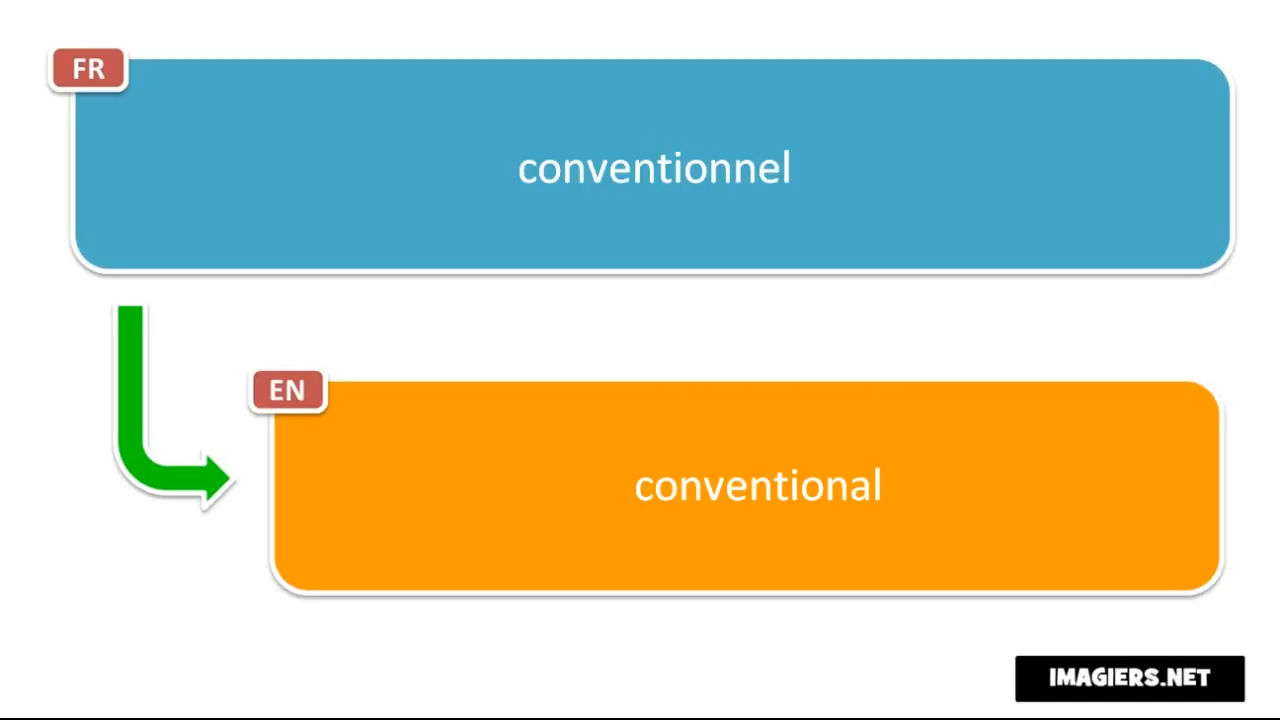 FR
conventionnel
EN
conventional
IMAGIERS.NET